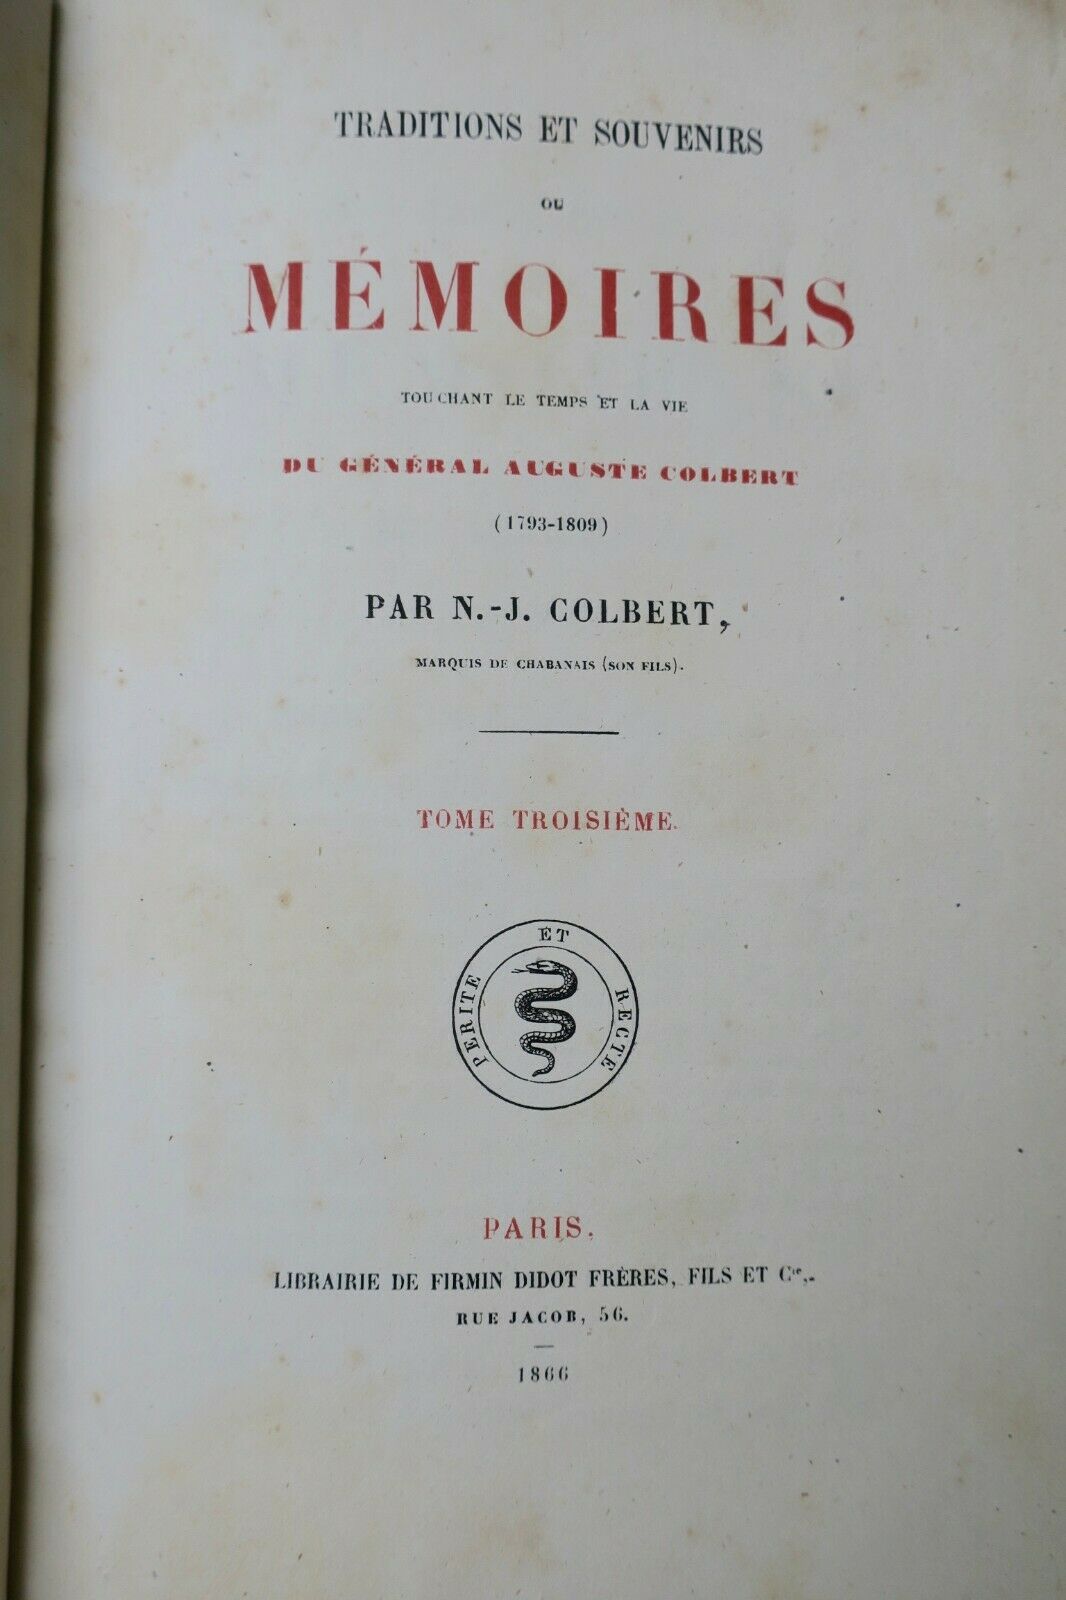 TRADITIONS ET SOUVENIRS
OU
MÉMOIRES
TOUCHANT LE TEMPS ET LA VIE
DU GÉNÉRAL AUGUSTE COLBERT
(1793-1809)
PAR N.-J. COLBERT,
MARQUIS DE CHABANAIS (SON FILS).
TOME TROISIÈME.
PERITE ET RECTE
PARIS.
LIBRAIRIE DE FIRMIN DIDOT FRÈRES, FILS ET Cie,
RUE JACOB, 56.
1866